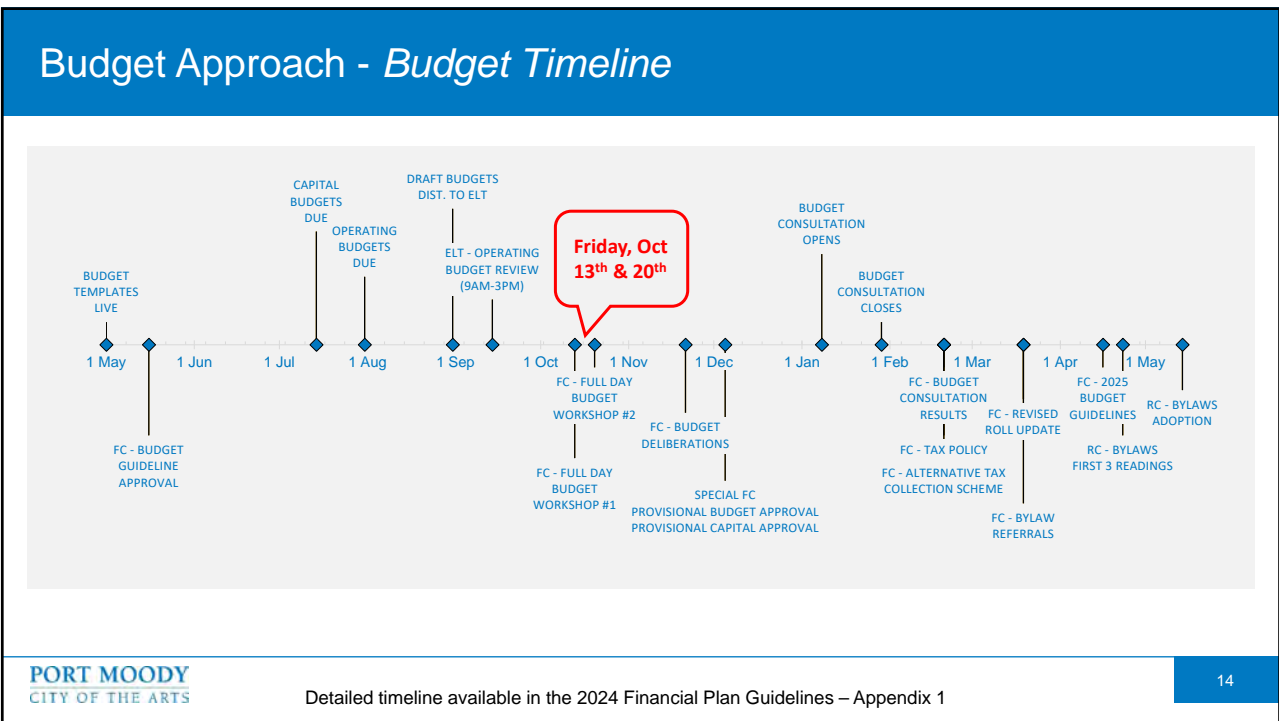 Budget Approach - Budget Timeline
CAPITAL
BUDGETS
DUE
OPERATING
BUDGETS
DUE
DRAFT BUDGETS
DIST. TO ELT
ELT - OPERATING
BUDGET REVIEW
(9AM-3PM)
Friday, Oct
13th & 20th
BUDGET
CONSULTATION
OPENS
BUDGET
CONSULTATION
CLOSES
BUDGET
TEMPLATES
LIVE
1 May
1 Jun
1 Jul
1 Aug
1 Sep
1 Oct
1 Nov
1 Dec
1 Jan
1 Feb
1 Mar
1 Apr
1 May
FC - BUDGET
GUIDELINE
APPROVAL
FC - FULL DAY
BUDGET
WORKSHOP #2
FC - FULL DAY
BUDGET
WORKSHOP #1
FC - BUDGET
DELIBERATIONS
SPECIAL FC
PROVISIONAL BUDGET APPROVAL
PROVISIONAL CAPITAL APPROVAL
FC - BUDGET
CONSULTATION
RESULTS
FC - TAX POLICY
FC - ALTERNATIVE TAX
COLLECTION SCHEME
FC - REVISED
ROLL UPDATE
FC - BYLAW
REFERRALS
FC - 2025
BUDGET
GUIDELINES
RC - BYLAWS
FIRST 3 READINGS
RC - BYLAWS
ADOPTION
PORT MOODY
CITY OF THE ARTS
Detailed timeline available in the 2024 Financial Plan Guidelines – Appendix 1
14